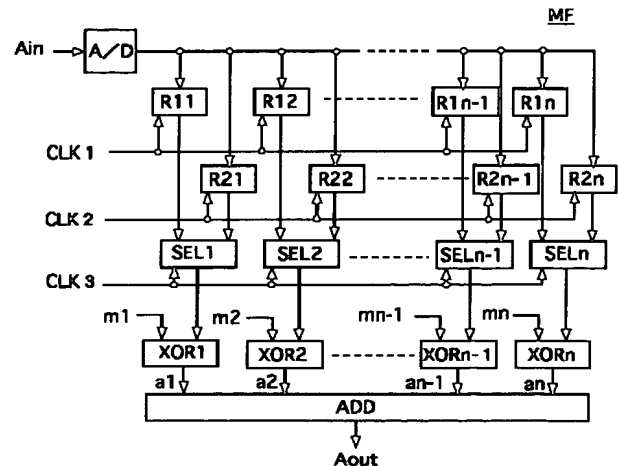 MF
Ain A/D
R11 R12 R1n-1 R1n
CLK 1
R21 R22 R2n-1 R2n
CLK 2
SEL1 SEL2 SELn-1 SELn
CLK 3
m1 m2 mn-1 mn
XOR1 XOR2 XORn-1 XORn
a1 a2 an-1 an
ADD
Aout